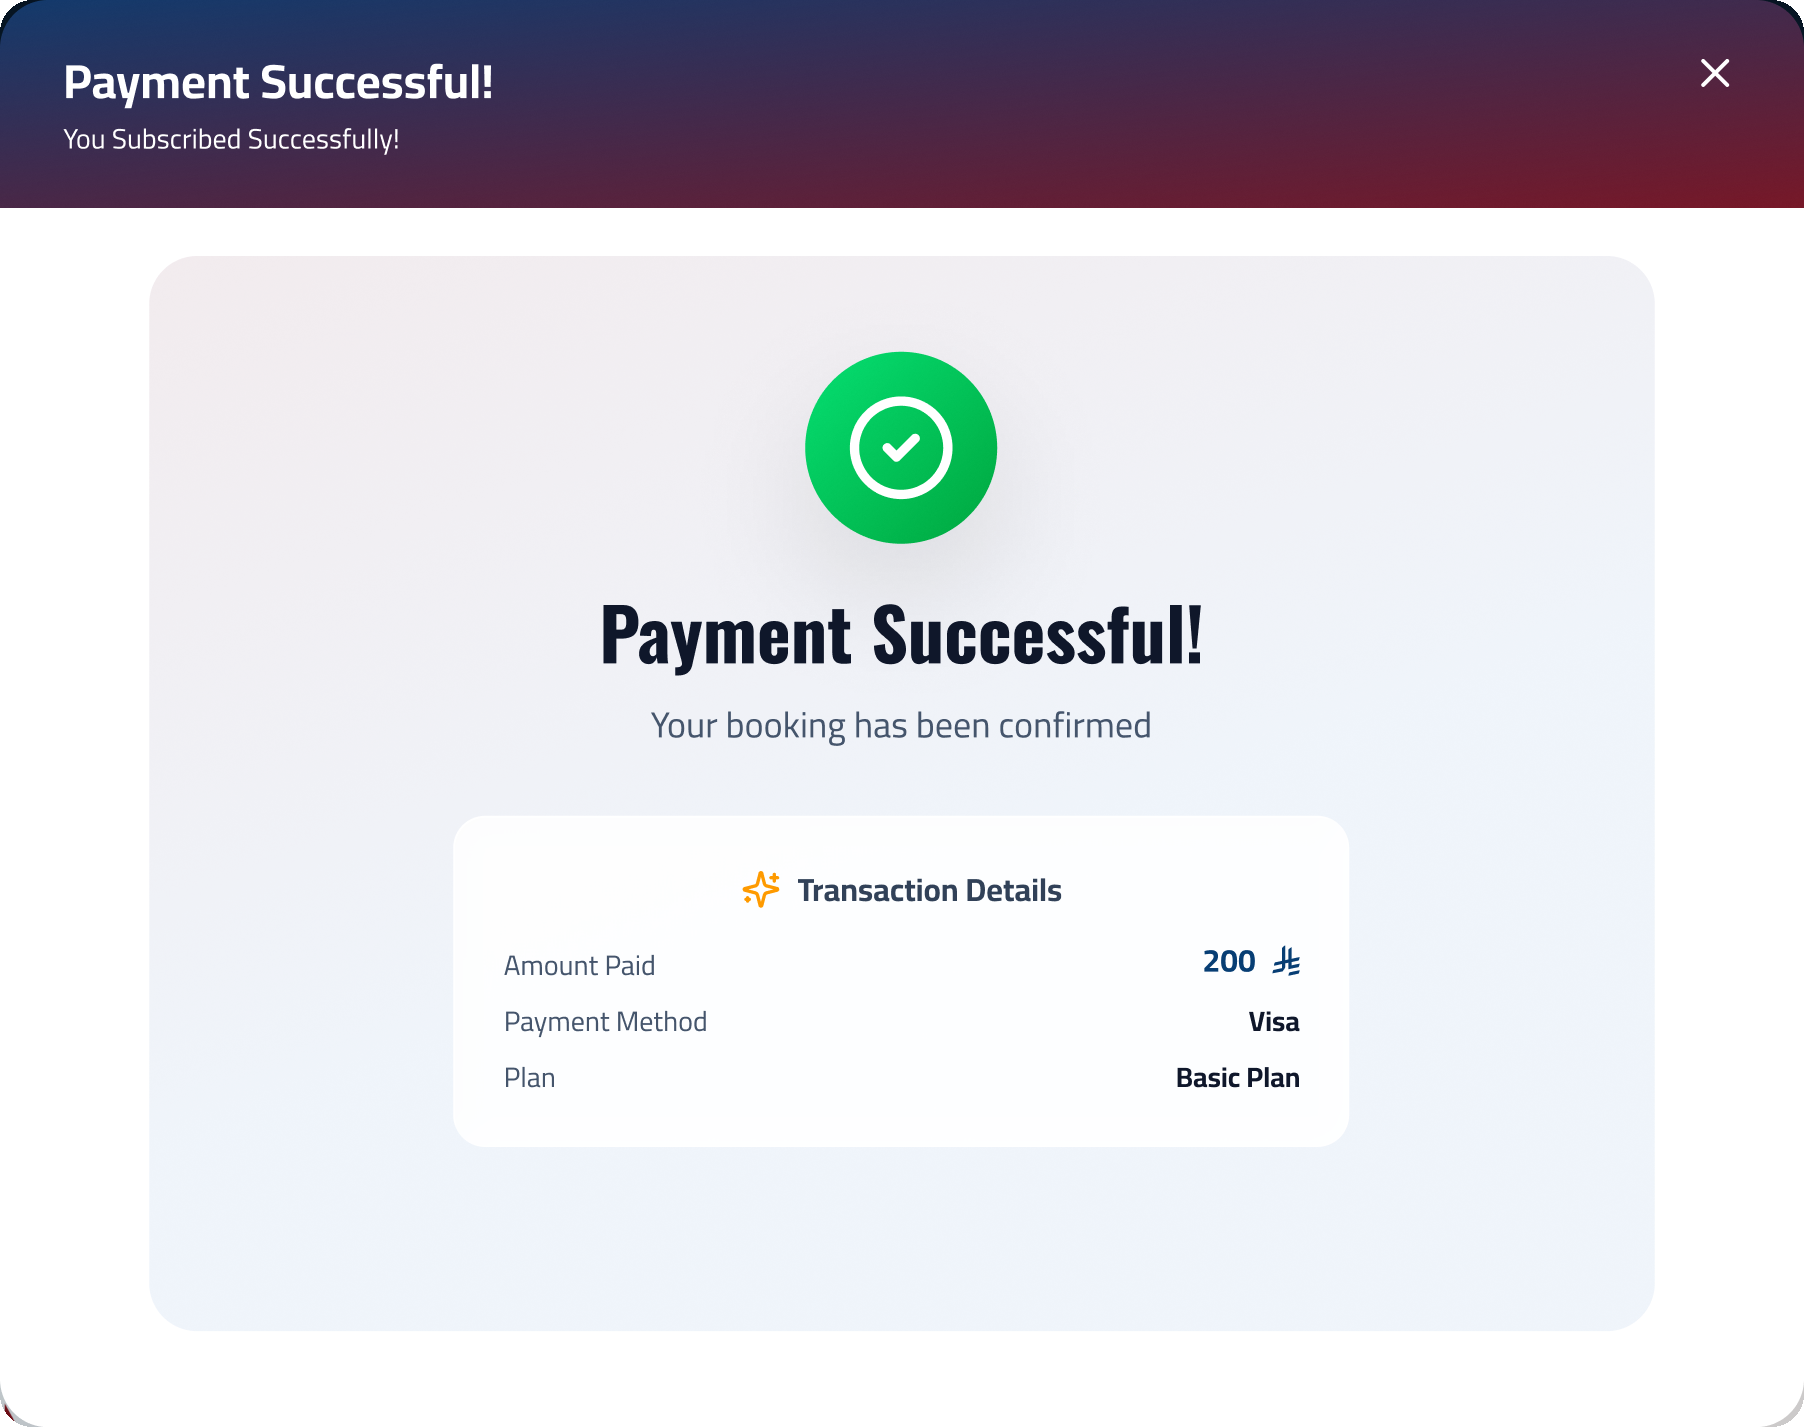 Payment Successful!
You Subscribed Successfully!
Payment Successful!
Your booking has been confirmed
Transaction Details
Amount Paid
200 ⃁
Payment Method
Visa
Plan
Basic Plan